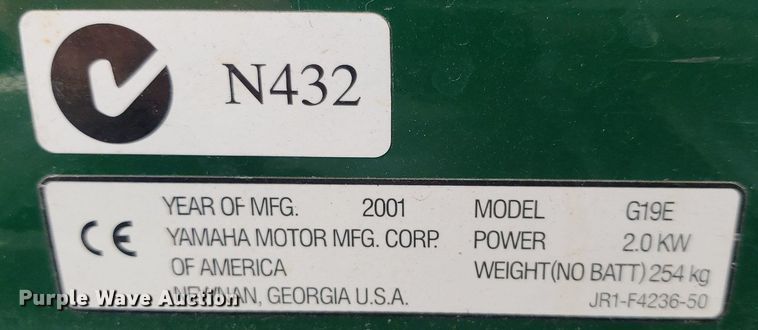 N432
CE
YEAR OF MFG. 2001 MODEL G19E
YAMAHA MOTOR MFG. CORP. POWER 2.0 KW
OF AMERICA WEIGHT(NO BATT) 254 kg
NEWNAN, GEORGIA U.S.A. JR1-F4236-50
Purple Wave Auction